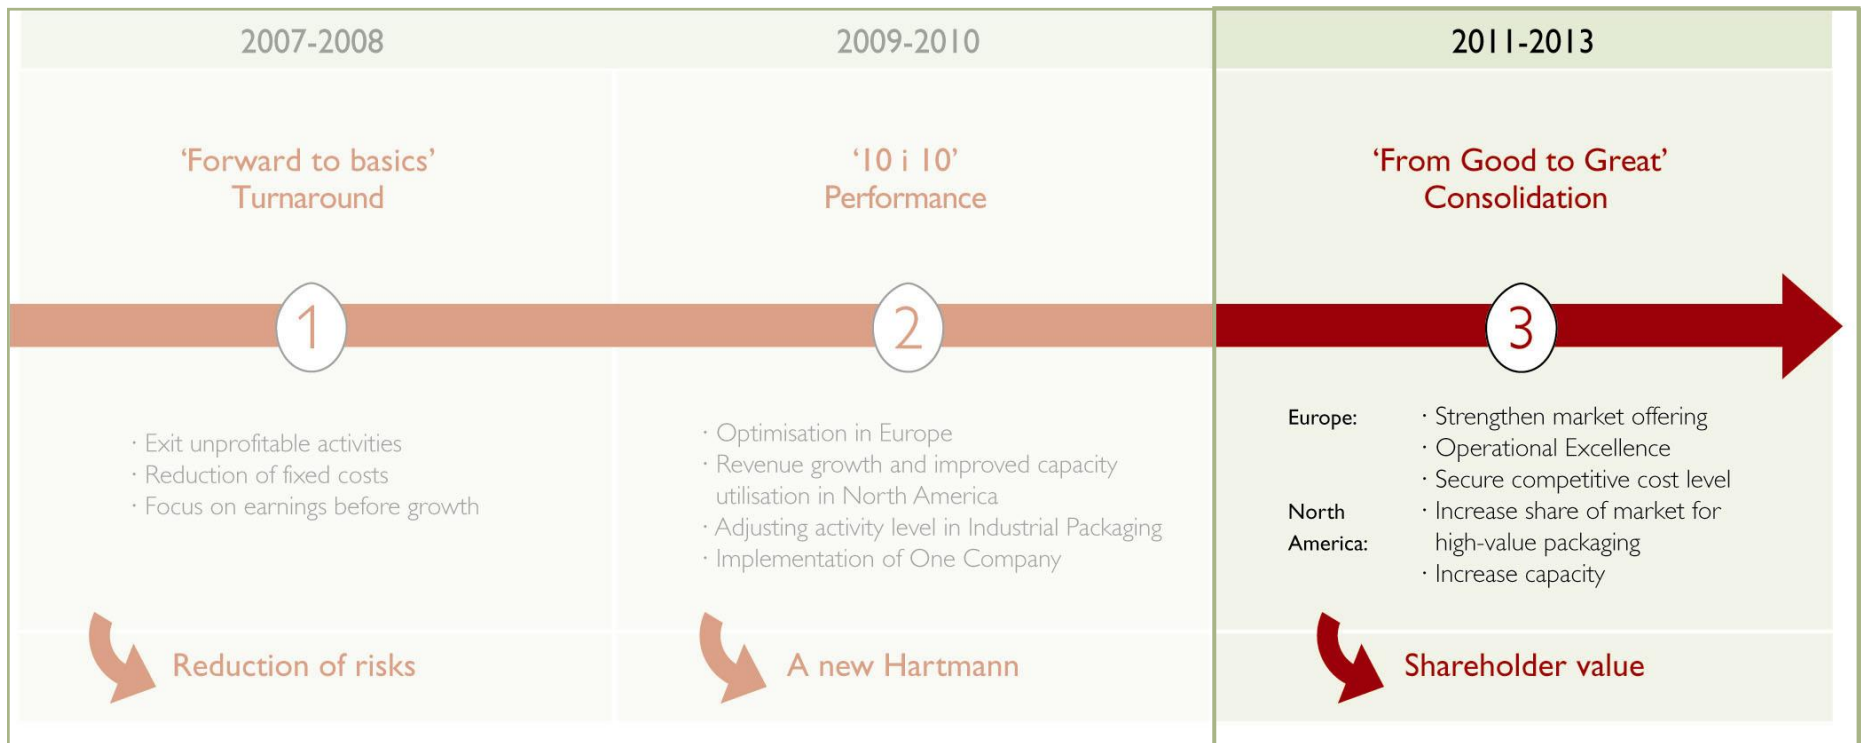 2007-2008
2009-2010
2011-2013
‘Forward to basics’
Turnaround
‘10 i 10’
Performance
‘From Good to Great’
Consolidation
1
2
3
· Exit unprofitable activities
· Reduction of fixed costs
· Focus on earnings before growth
· Optimisation in Europe
· Revenue growth and improved capacity
utilisation in North America
· Adjusting activity level in Industrial Packaging
· Implementation of One Company
Europe: · Strengthen market offering
· Operational Excellence
· Secure competitive cost level
North · Increase share of market for
America: high-value packaging
· Increase capacity
Reduction of risks
A new Hartmann
Shareholder value